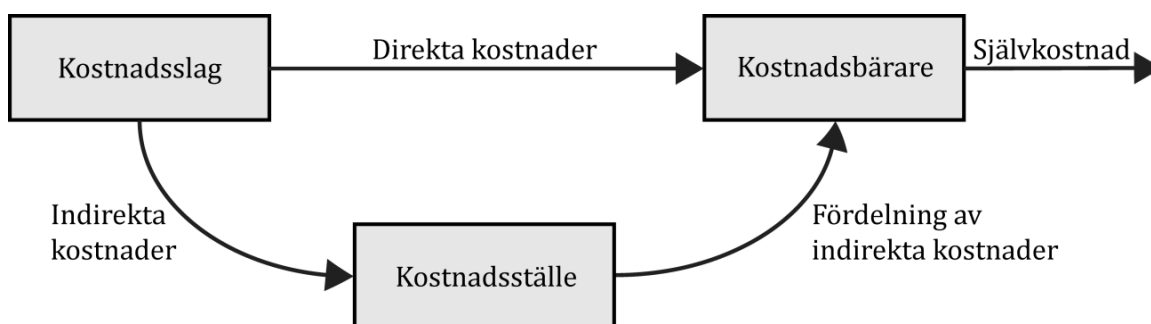 Kostnadsslag
Direkta kostnader
Kostnadsbärare
Självkostnad
Indirekta
kostnader
Kostnadsställe
Fördelning av
indirekta kostnader